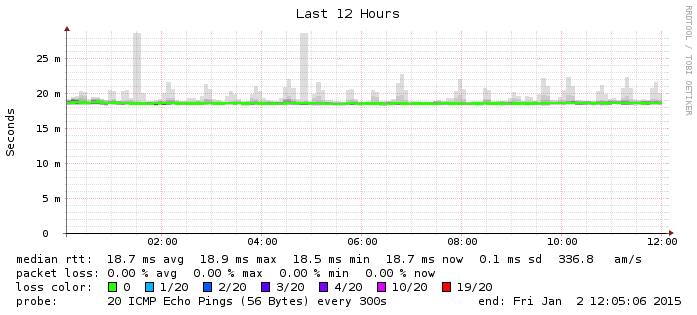 Last 12 Hours
RRDTOOL / TOBI OETIKER
Seconds
25 m
20 m
15 m
10 m
5 m
0
02:00 04:00 06:00 08:00 10:00 12:00
median rtt: 18.7 ms avg 18.9 ms max 18.5 ms min 18.7 ms now 0.1 ms sd 336.8 am/s
packet loss: 0.00 % avg 0.00 % max 0.00 % min 0.00 % now
loss color: 0 1/20 2/20 3/20 4/20 10/20 19/20
probe: 20 ICMP Echo Pings (56 Bytes) every 300s end: Fri Jan 2 12:05:06 2015